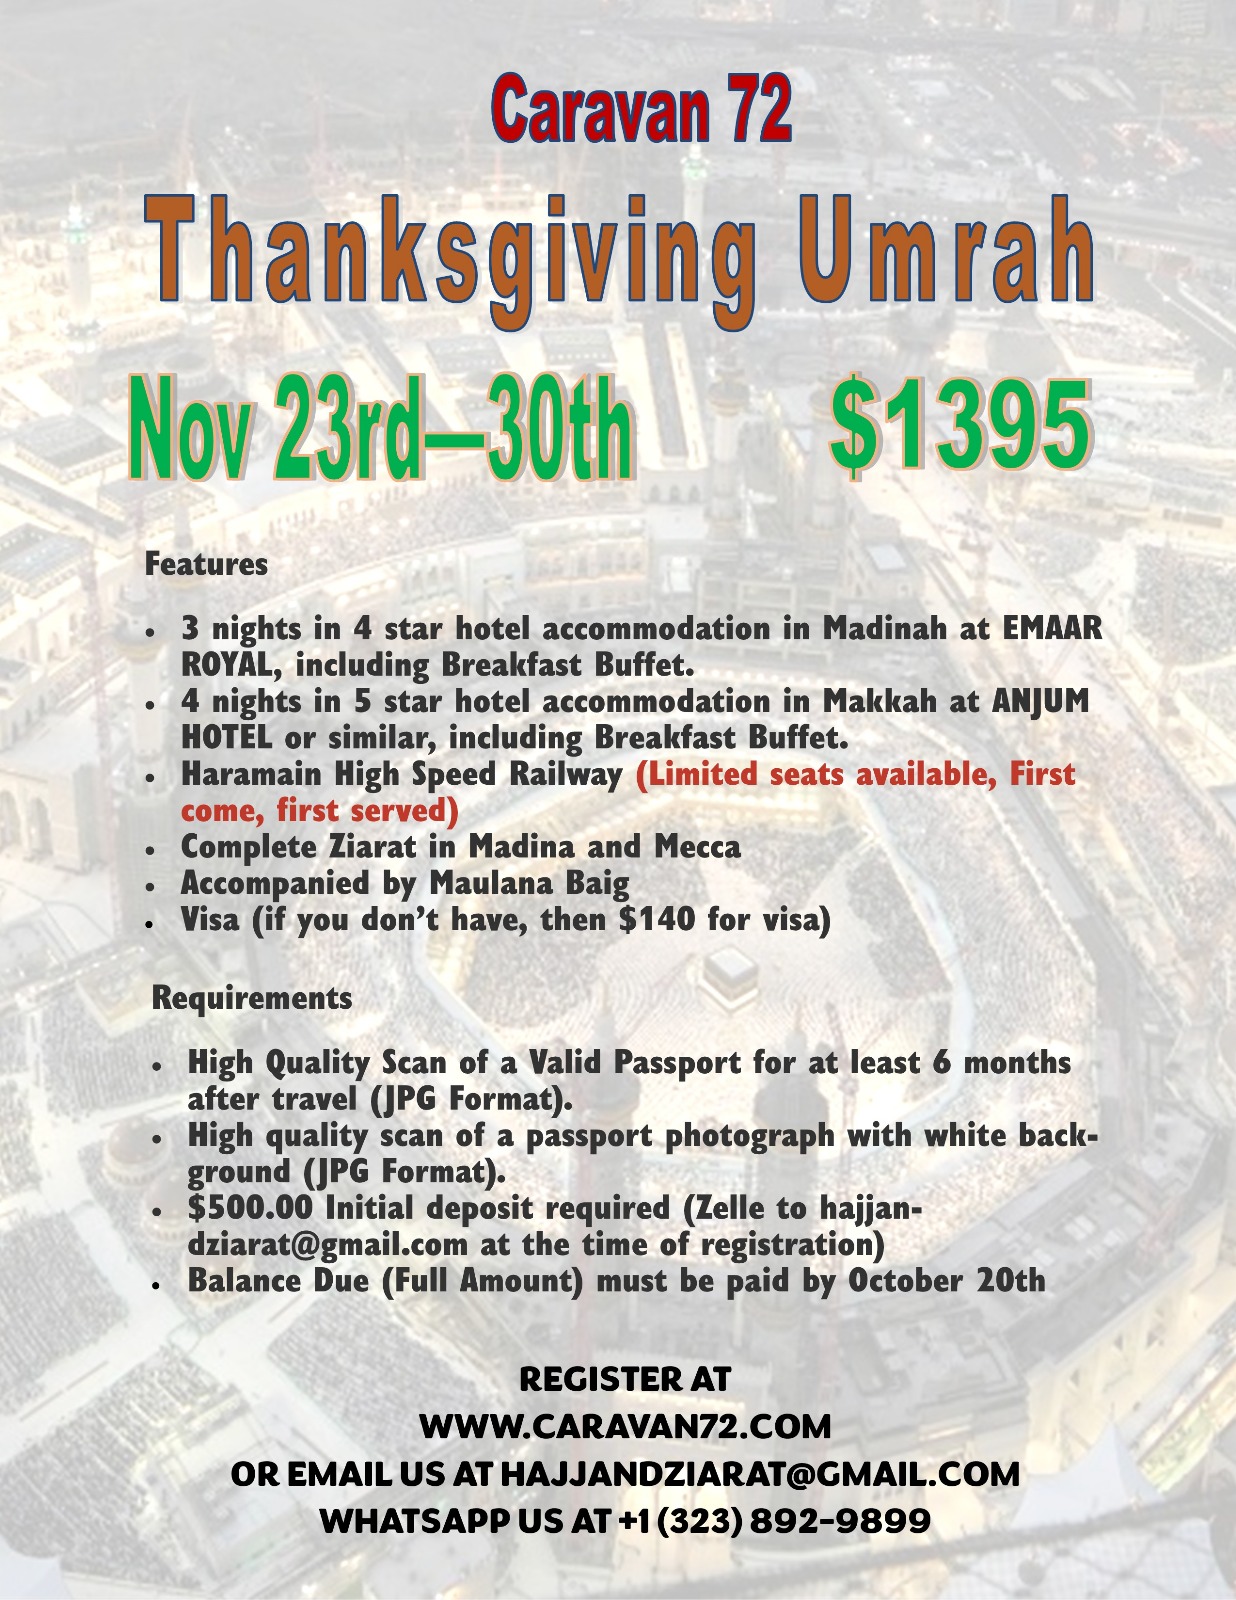 Caravan 72
Thanksgiving Umrah
Nov 23rd—30th $1395
Features
• 3 nights in 4 star hotel accommodation in Madinah at EMAAR
ROYAL, including Breakfast Buffet.
• 4 nights in 5 star hotel accommodation in Makkah at ANJUM
HOTEL or similar, including Breakfast Buffet.
• Haramain High Speed Railway (Limited seats available, First
come, first served)
• Complete Ziarat in Madina and Mecca
• Accompanied by Maulana Baig
• Visa (if you don’t have, then $140 for visa)
Requirements
• High Quality Scan of a Valid Passport for at least 6 months
after travel (JPG Format).
• High quality scan of a passport photograph with white back-
ground (JPG Format).
• $500.00 Initial deposit required (Zelle to hajjan-
dziarat@gmail.com at the time of registration)
• Balance Due (Full Amount) must be paid by October 20th
REGISTER AT
WWW.CARAVAN72.COM
OR EMAIL US AT HAJJANDZIARAT@GMAIL.COM
WHATSAPP US AT +1 (323) 892-9899